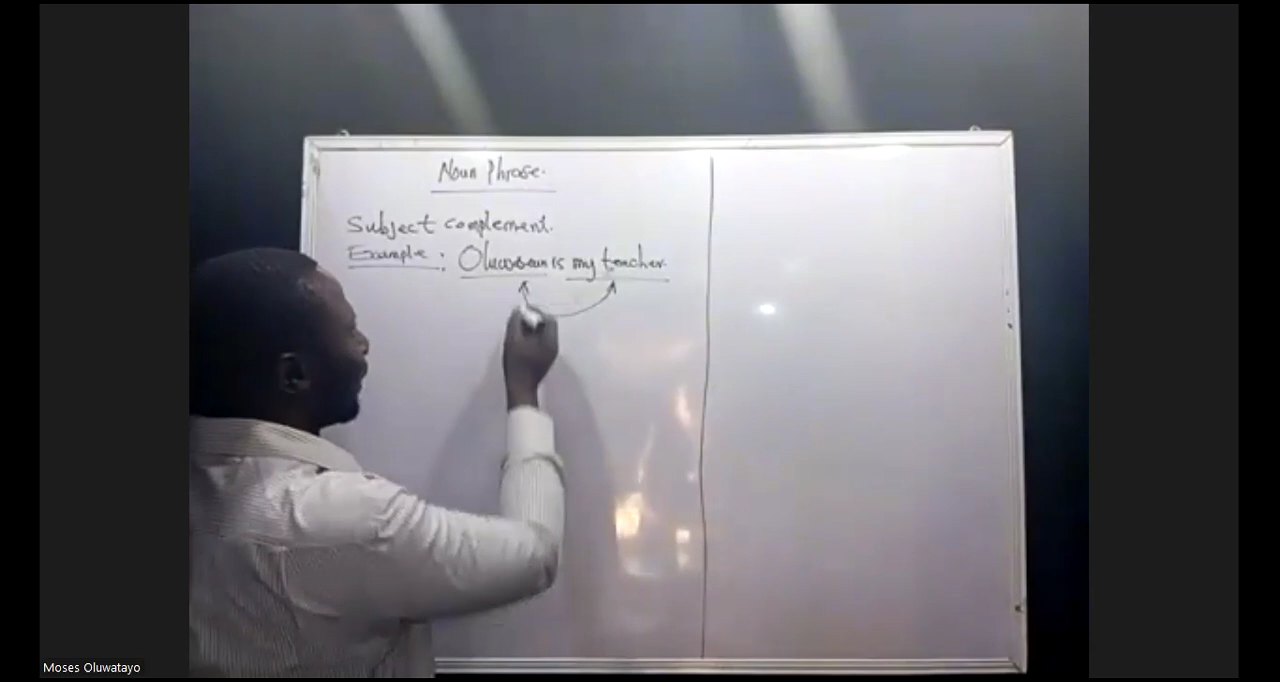 Noun Phrase.
Subject complement.
Example: Oluwaseun is my teacher.
Moses Oluwatayo